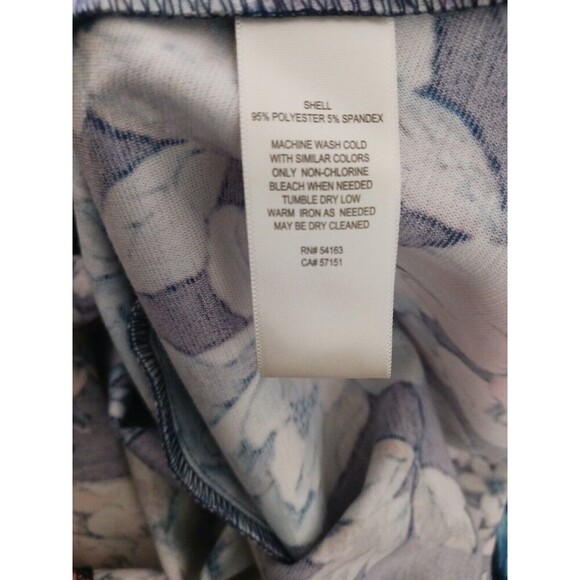 SHELL
95% POLYESTER 5% SPANDEX
MACHINE WASH COLD
WITH SIMILAR COLORS
ONLY NON-CHLORINE
BLEACH WHEN NEEDED
TUMBLE DRY LOW
WARM IRON AS NEEDED
MAY BE DRY CLEANED
RN# 54163
CA# 57151